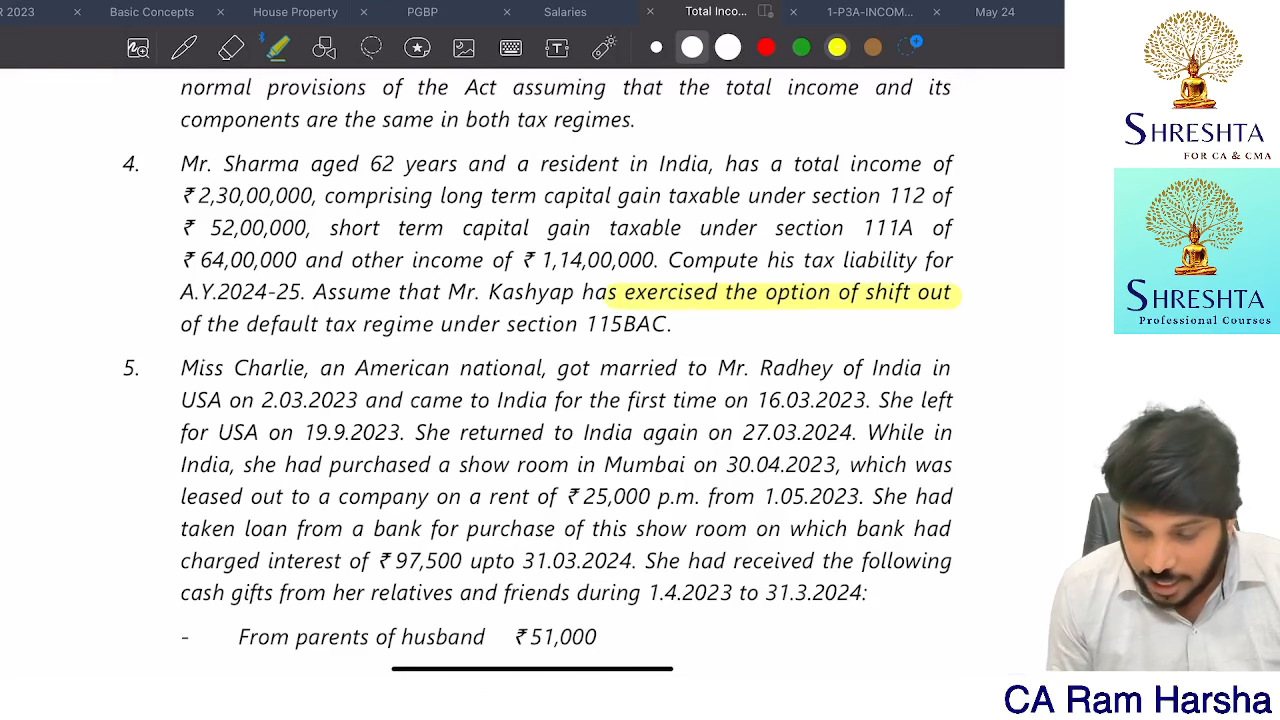 R 2023 × Basic Concepts × House Property × PGBP × Salaries × Total Inco... × 1-P3A-INCOM... × May 24
normal provisions of the Act assuming that the total income and its
components are the same in both tax regimes.
4. Mr. Sharma aged 62 years and a resident in India, has a total income of
₹ 2,30,00,000, comprising long term capital gain taxable under section 112 of
₹ 52,00,000, short term capital gain taxable under section 111A of
₹ 64,00,000 and other income of ₹ 1,14,00,000. Compute his tax liability for
A.Y.2024-25. Assume that Mr. Kashyap has exercised the option of shift out
of the default tax regime under section 115BAC.
5. Miss Charlie, an American national, got married to Mr. Radhey of India in
USA on 2.03.2023 and came to India for the first time on 16.03.2023. She left
for USA on 19.9.2023. She returned to India again on 27.03.2024. While in
India, she had purchased a show room in Mumbai on 30.04.2023, which was
leased out to a company on a rent of ₹ 25,000 p.m. from 1.05.2023. She had
taken loan from a bank for purchase of this show room on which bank had
charged interest of ₹ 97,500 upto 31.03.2024. She had received the following
cash gifts from her relatives and friends during 1.4.2023 to 31.3.2024:
- From parents of husband ₹ 51,000
SHRESHTA
FOR CA & CMA
SHRESHTA
Professional Courses
CA Ram Harsha